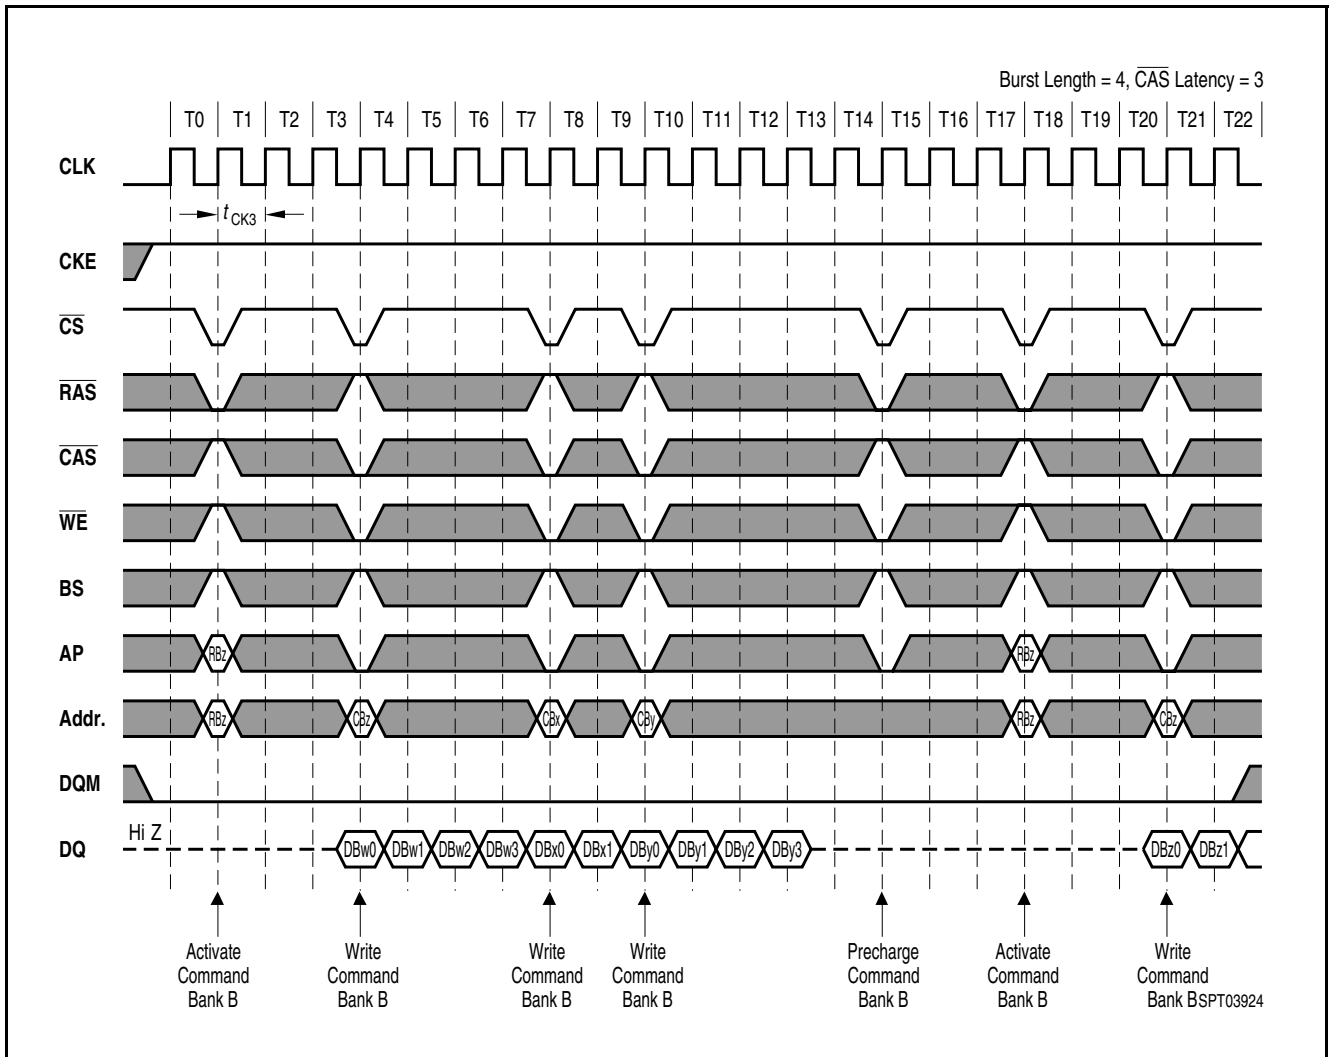 Burst Length = 4, CAS Latency = 3
T0 T1 T2 T3 T4 T5 T6 T7 T8 T9 T10 T11 T12 T13 T14 T15 T16 T17 T18 T19 T20 T21 T22
CLK
t CK3
CKE
CS
RAS
CAS
WE
BS
AP RBz RBz
Addr. RBz CBz CBx CBy RBz CBz
DQM
Hi Z
DQ DBw0 DBw1 DBw2 DBw3 DBx0 DBx1 DBy0 DBy1 DBy2 DBy3 DBz0 DBz1
Activate Write Write Write Precharge Activate Write
Command Command Command Command Command Command Command
Bank B Bank B Bank B Bank B Bank B Bank B Bank B SPT03924